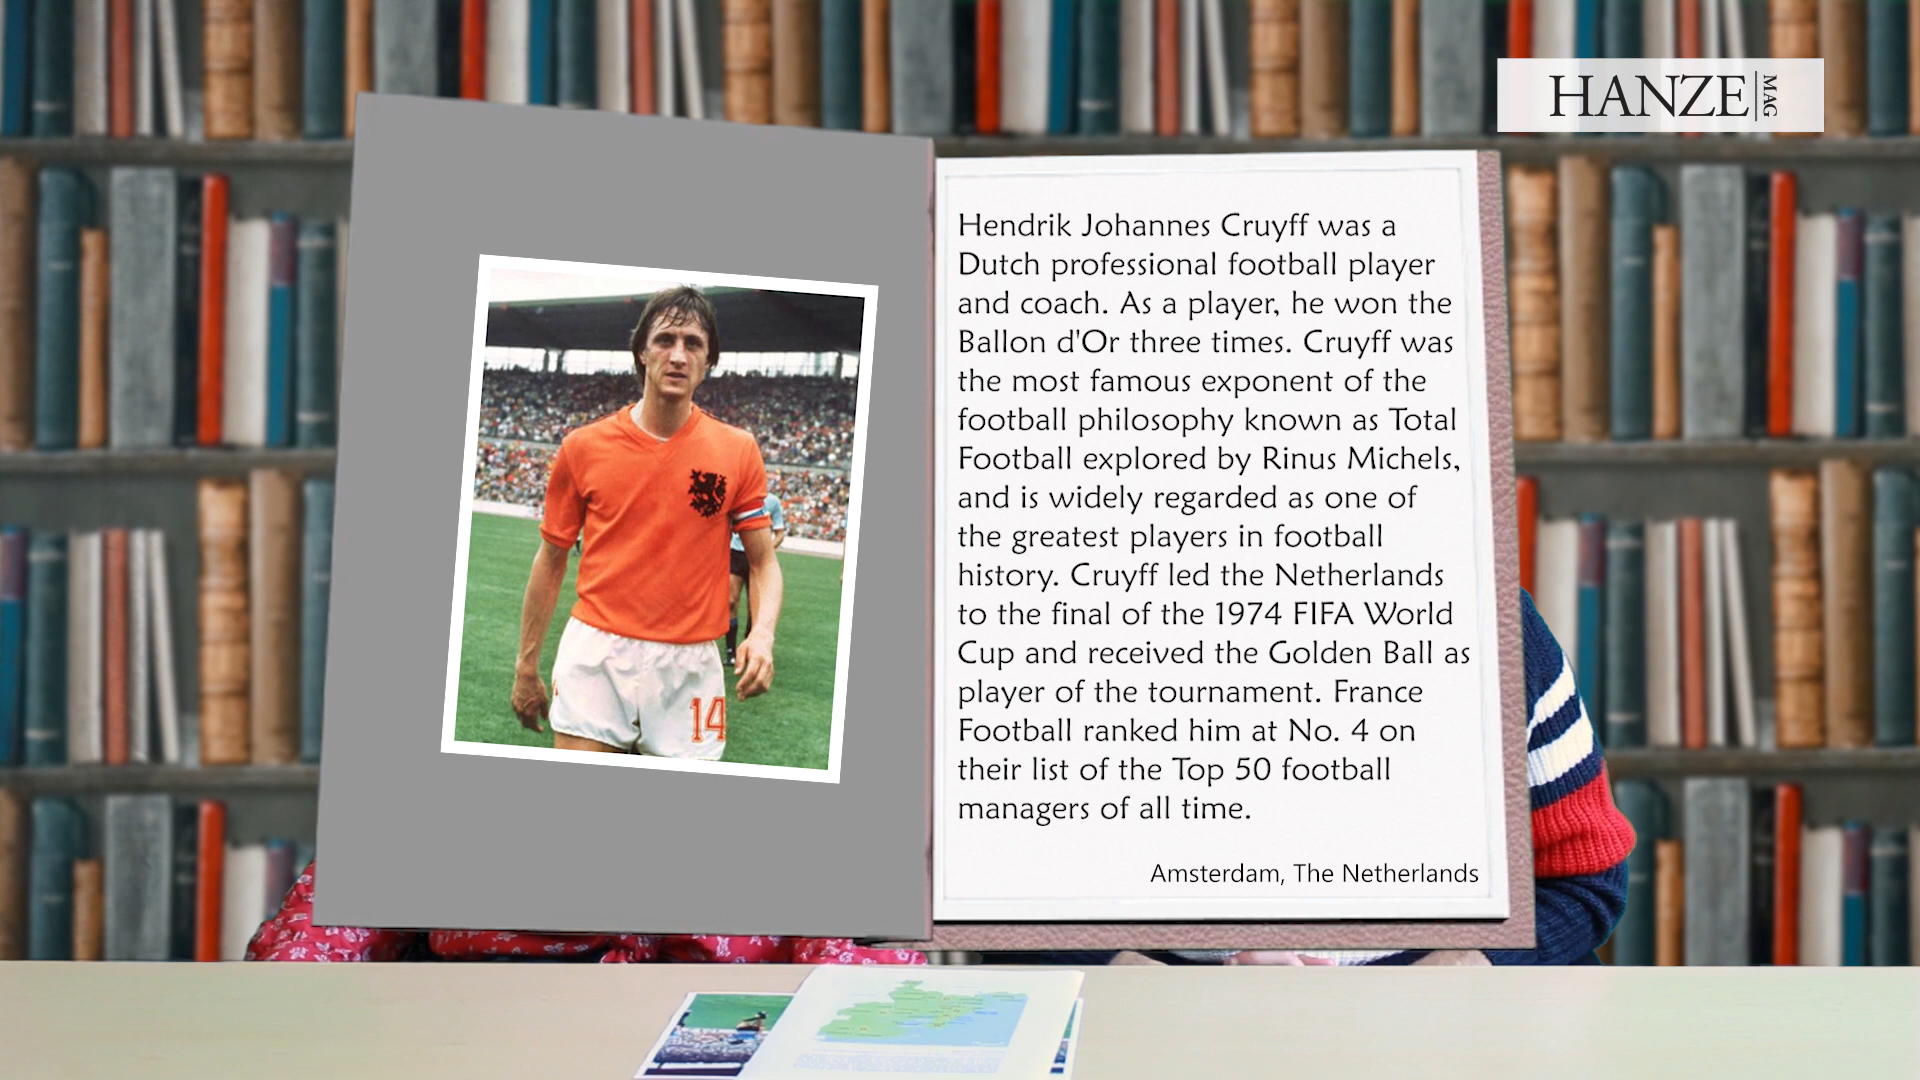 HANZE MAG
Hendrik Johannes Cruyff was a
Dutch professional football player
and coach. As a player, he won the
Ballon d'Or three times. Cruyff was
the most famous exponent of the
football philosophy known as Total
Football explored by Rinus Michels,
and is widely regarded as one of
the greatest players in football
history. Cruyff led the Netherlands
to the final of the 1974 FIFA World
Cup and received the Golden Ball as
player of the tournament. France
Football ranked him at No. 4 on
their list of the Top 50 football
managers of all time.
Amsterdam, The Netherlands
14